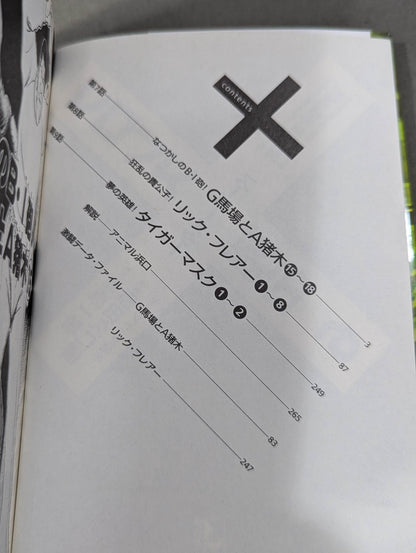 contents
第7話 なつかしのB・I砲! G馬場とA猪木⑮〜⑱ 3
第8話 狂乱の貴公子! リック・フレアー❶〜❽ 87
第9話 夢の英雄! タイガーマスク❶〜❷ 249
解説 アニマル浜口 265
激闘データ・ファイル G馬場とA猪木 83
リック・フレアー 247